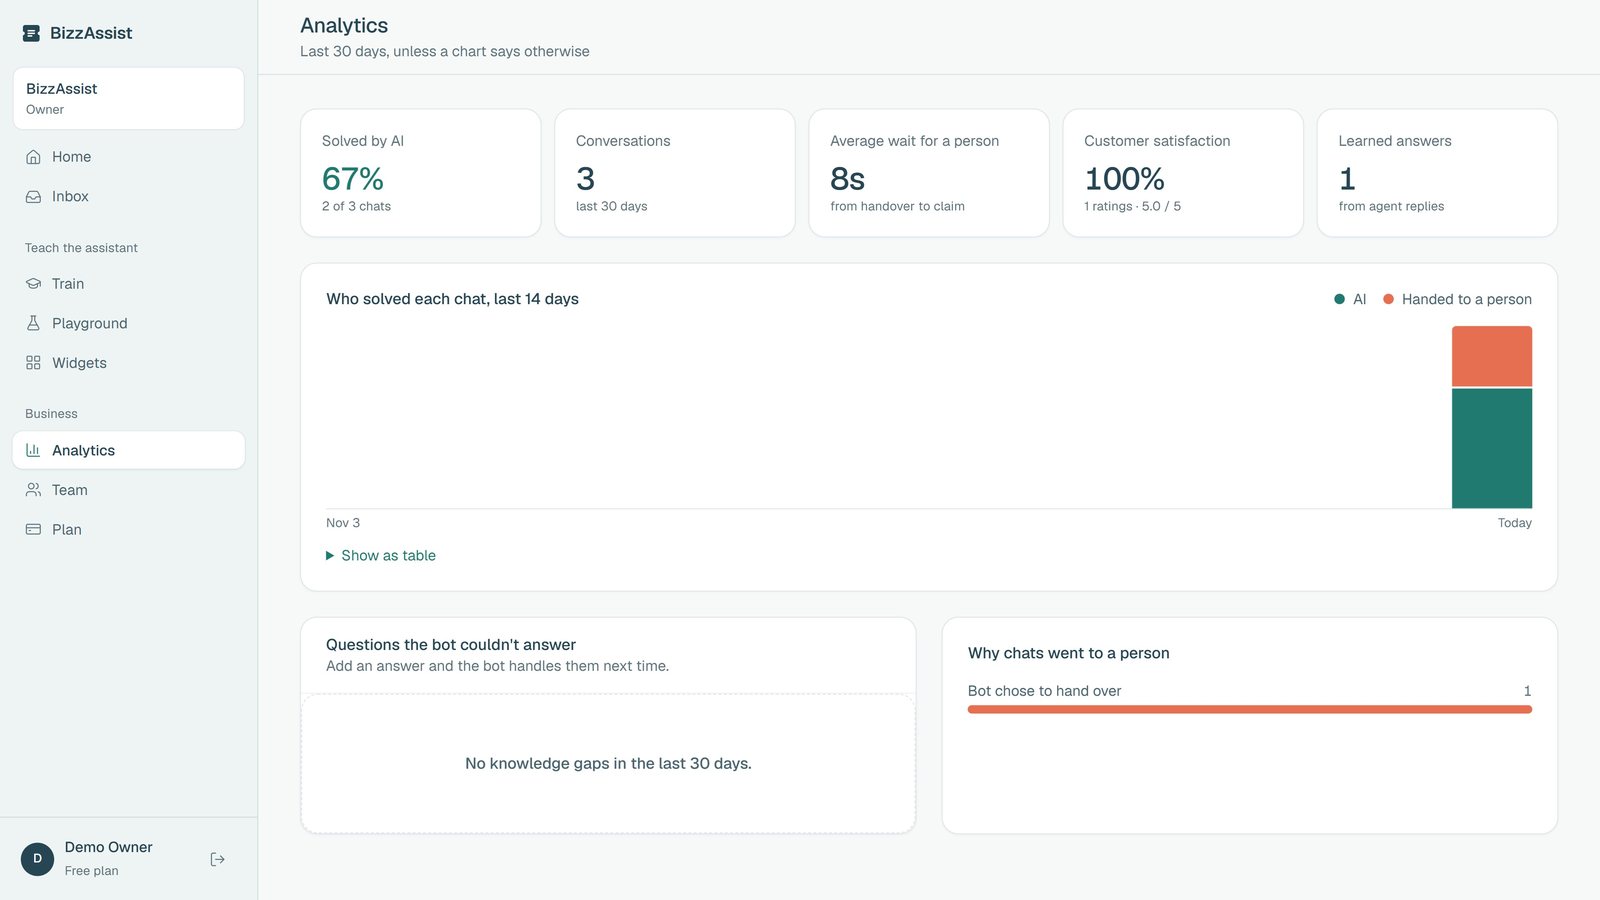 BizzAssist
BizzAssist
Owner
Home
Inbox
Teach the assistant
Train
Playground
Widgets
Business
Analytics
Team
Plan
D
Demo Owner
Free plan
Analytics
Last 30 days, unless a chart says otherwise
Solved by AI
67%
2 of 3 chats
Conversations
3
last 30 days
Average wait for a person
8s
from handover to claim
Customer satisfaction
100%
1 ratings · 5.0 / 5
Learned answers
1
from agent replies
Who solved each chat, last 14 days
AI
Handed to a person
Nov 3
Today
Show as table
Questions the bot couldn't answer
Add an answer and the bot handles them next time.
No knowledge gaps in the last 30 days.
Why chats went to a person
Bot chose to hand over
1